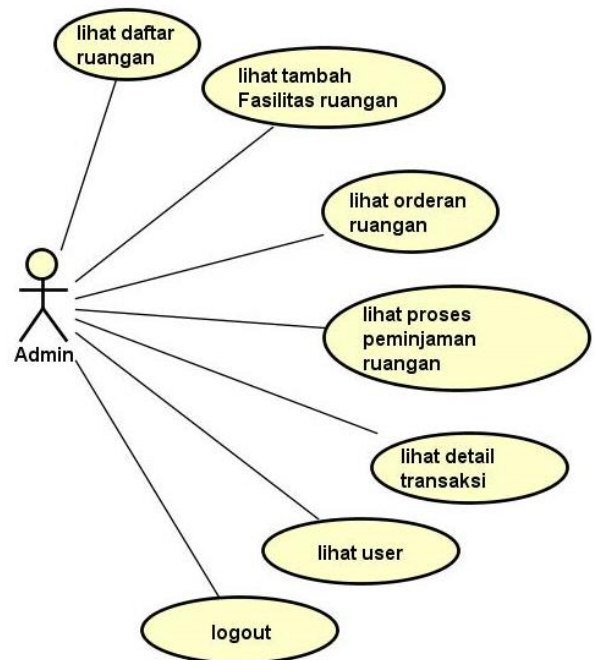 lihat daftar
ruangan
lihat tambah
Fasilitas ruangan
lihat orderan
ruangan
lihat proses
peminjaman
ruangan
Admin
lihat detail
transaksi
lihat user
logout